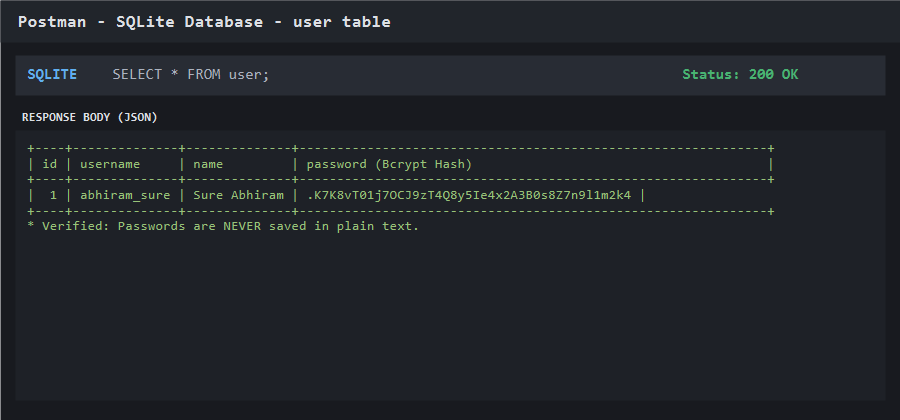 Postman - SQLite Database - user table
SQLITE SELECT * FROM user; Status: 200 OK
RESPONSE BODY (JSON)
+----+--------------+--------------+--------------------------------------------------------------+
| id | username     | name         | password (Bcrypt Hash)                                       |
+----+--------------+--------------+--------------------------------------------------------------+
|  1 | abhiram_sure | Sure Abhiram | .K7K8vT01j7OCJ9zT4Q8y5Ie4x2A3B0s8Z7n9l1m2k4 |
+----+--------------+--------------+--------------------------------------------------------------+
* Verified: Passwords are NEVER saved in plain text.